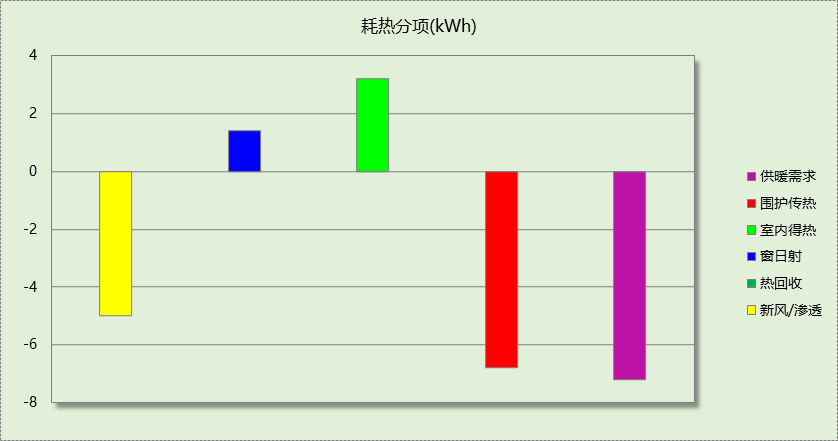 耗热分项(kWh)
4
2
0
-2
-4
-6
-8
供暖需求
围护传热
室内得热
窗日射
热回收
新风/渗透